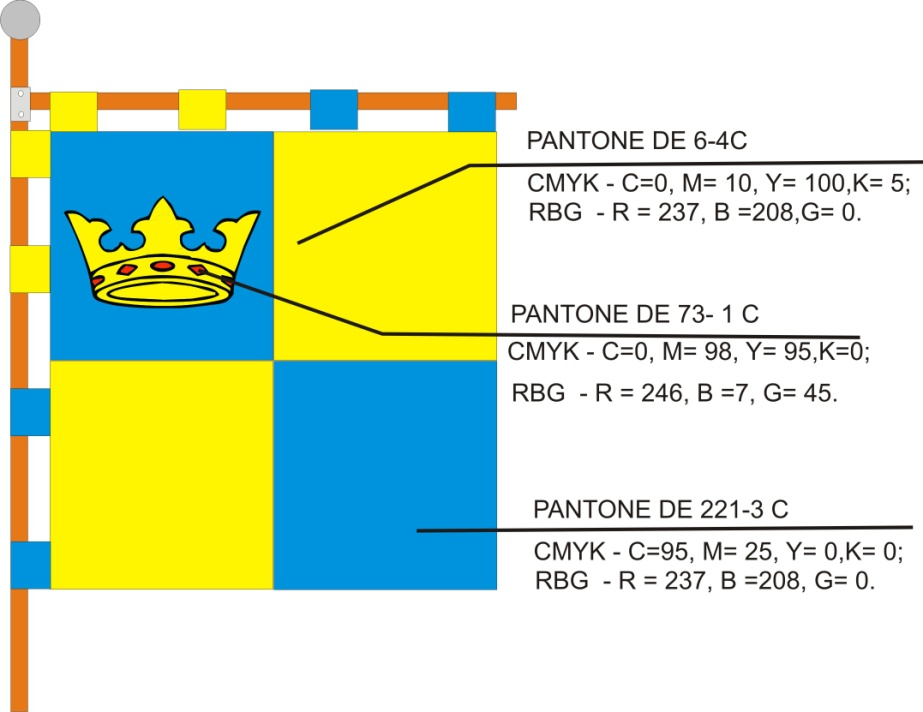 PANTONE DE 6-4C
CMYK - C=0, M= 10, Y= 100,K= 5;
RBG - R = 237, B =208,G= 0.
PANTONE DE 73- 1 C
CMYK - C=0, M= 98, Y= 95,K=0;
RBG - R = 246, B =7, G= 45.
PANTONE DE 221-3 C
CMYK - C=95, M= 25, Y= 0,K= 0;
RBG - R = 237, B =208, G= 0.